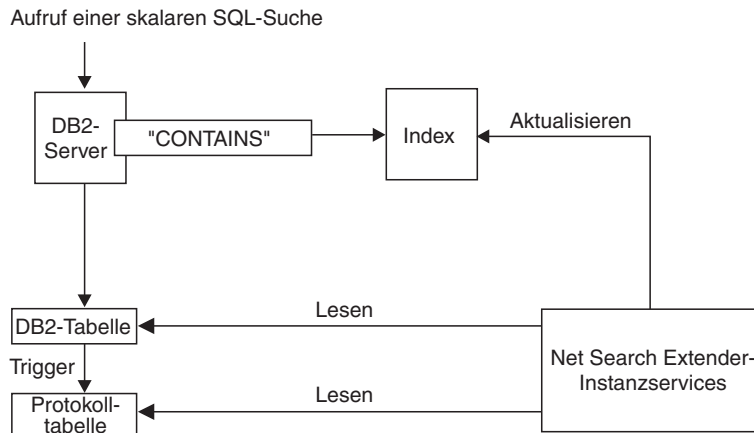 Aufruf einer skalaren SQL-Suche
DB2-
Server
"CONTAINS"
Index
Aktualisieren
DB2-Tabelle
Lesen
Trigger
Net Search Extender-
Instanzservices
Protokoll-
tabelle
Lesen